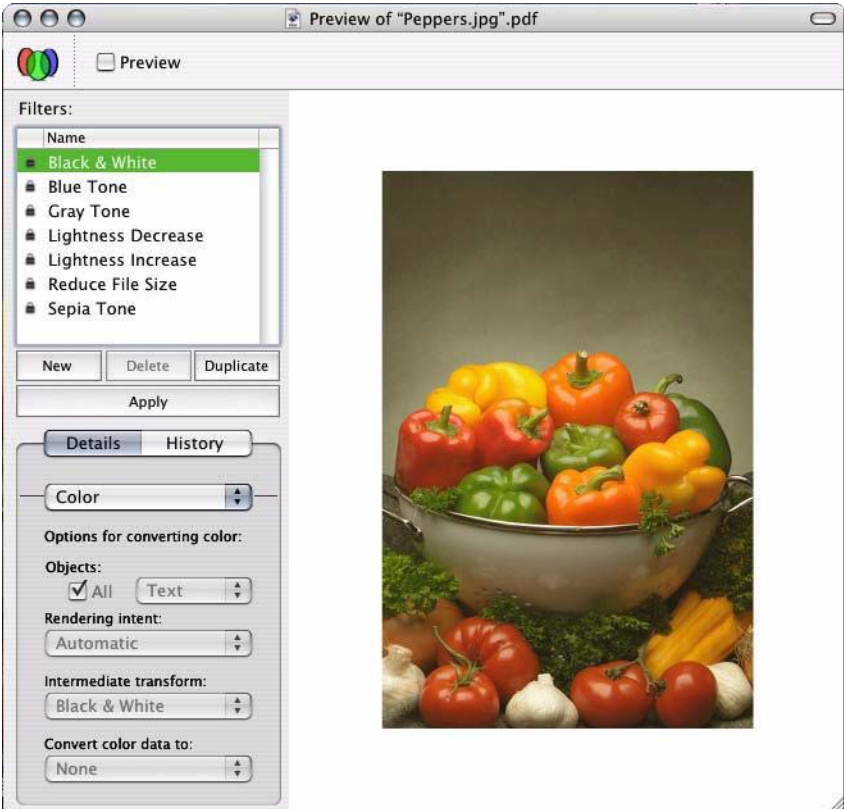 Preview of “Peppers.jpg”.pdf
Preview
Filters:
Name
Black & White
Blue Tone
Gray Tone
Lightness Decrease
Lightness Increase
Reduce File Size
Sepia Tone
New Delete Duplicate
Apply
Details History
Color
Options for converting color:
Objects:
All Text
Rendering intent:
Automatic
Intermediate transform:
Black & White
Convert color data to:
None